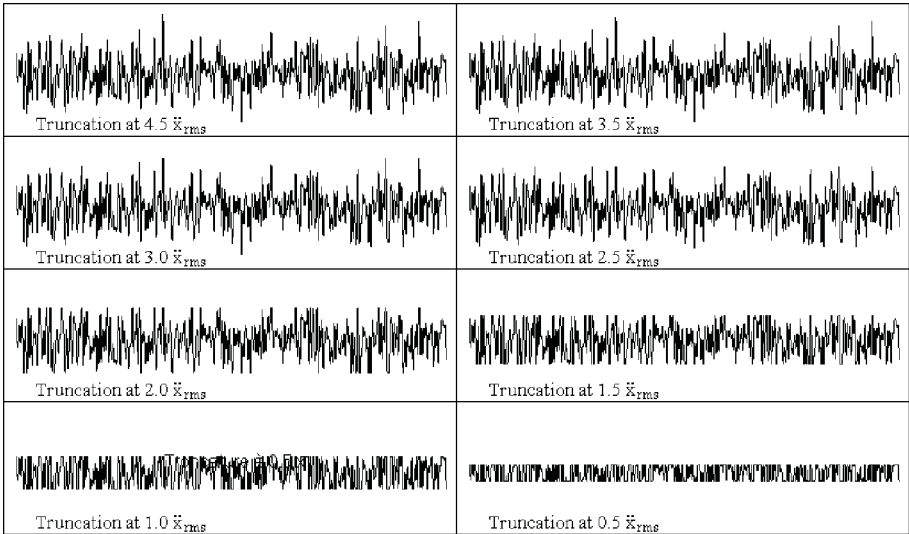 Truncation at 4.5 ẍrms
Truncation at 3.5 ẍrms
Truncation at 3.0 ẍrms
Truncation at 2.5 ẍrms
Truncation at 2.0 ẍrms
Truncation at 1.5 ẍrms
Truncation at 1.0 ẍrms
Truncation at 0.5 ẍrms